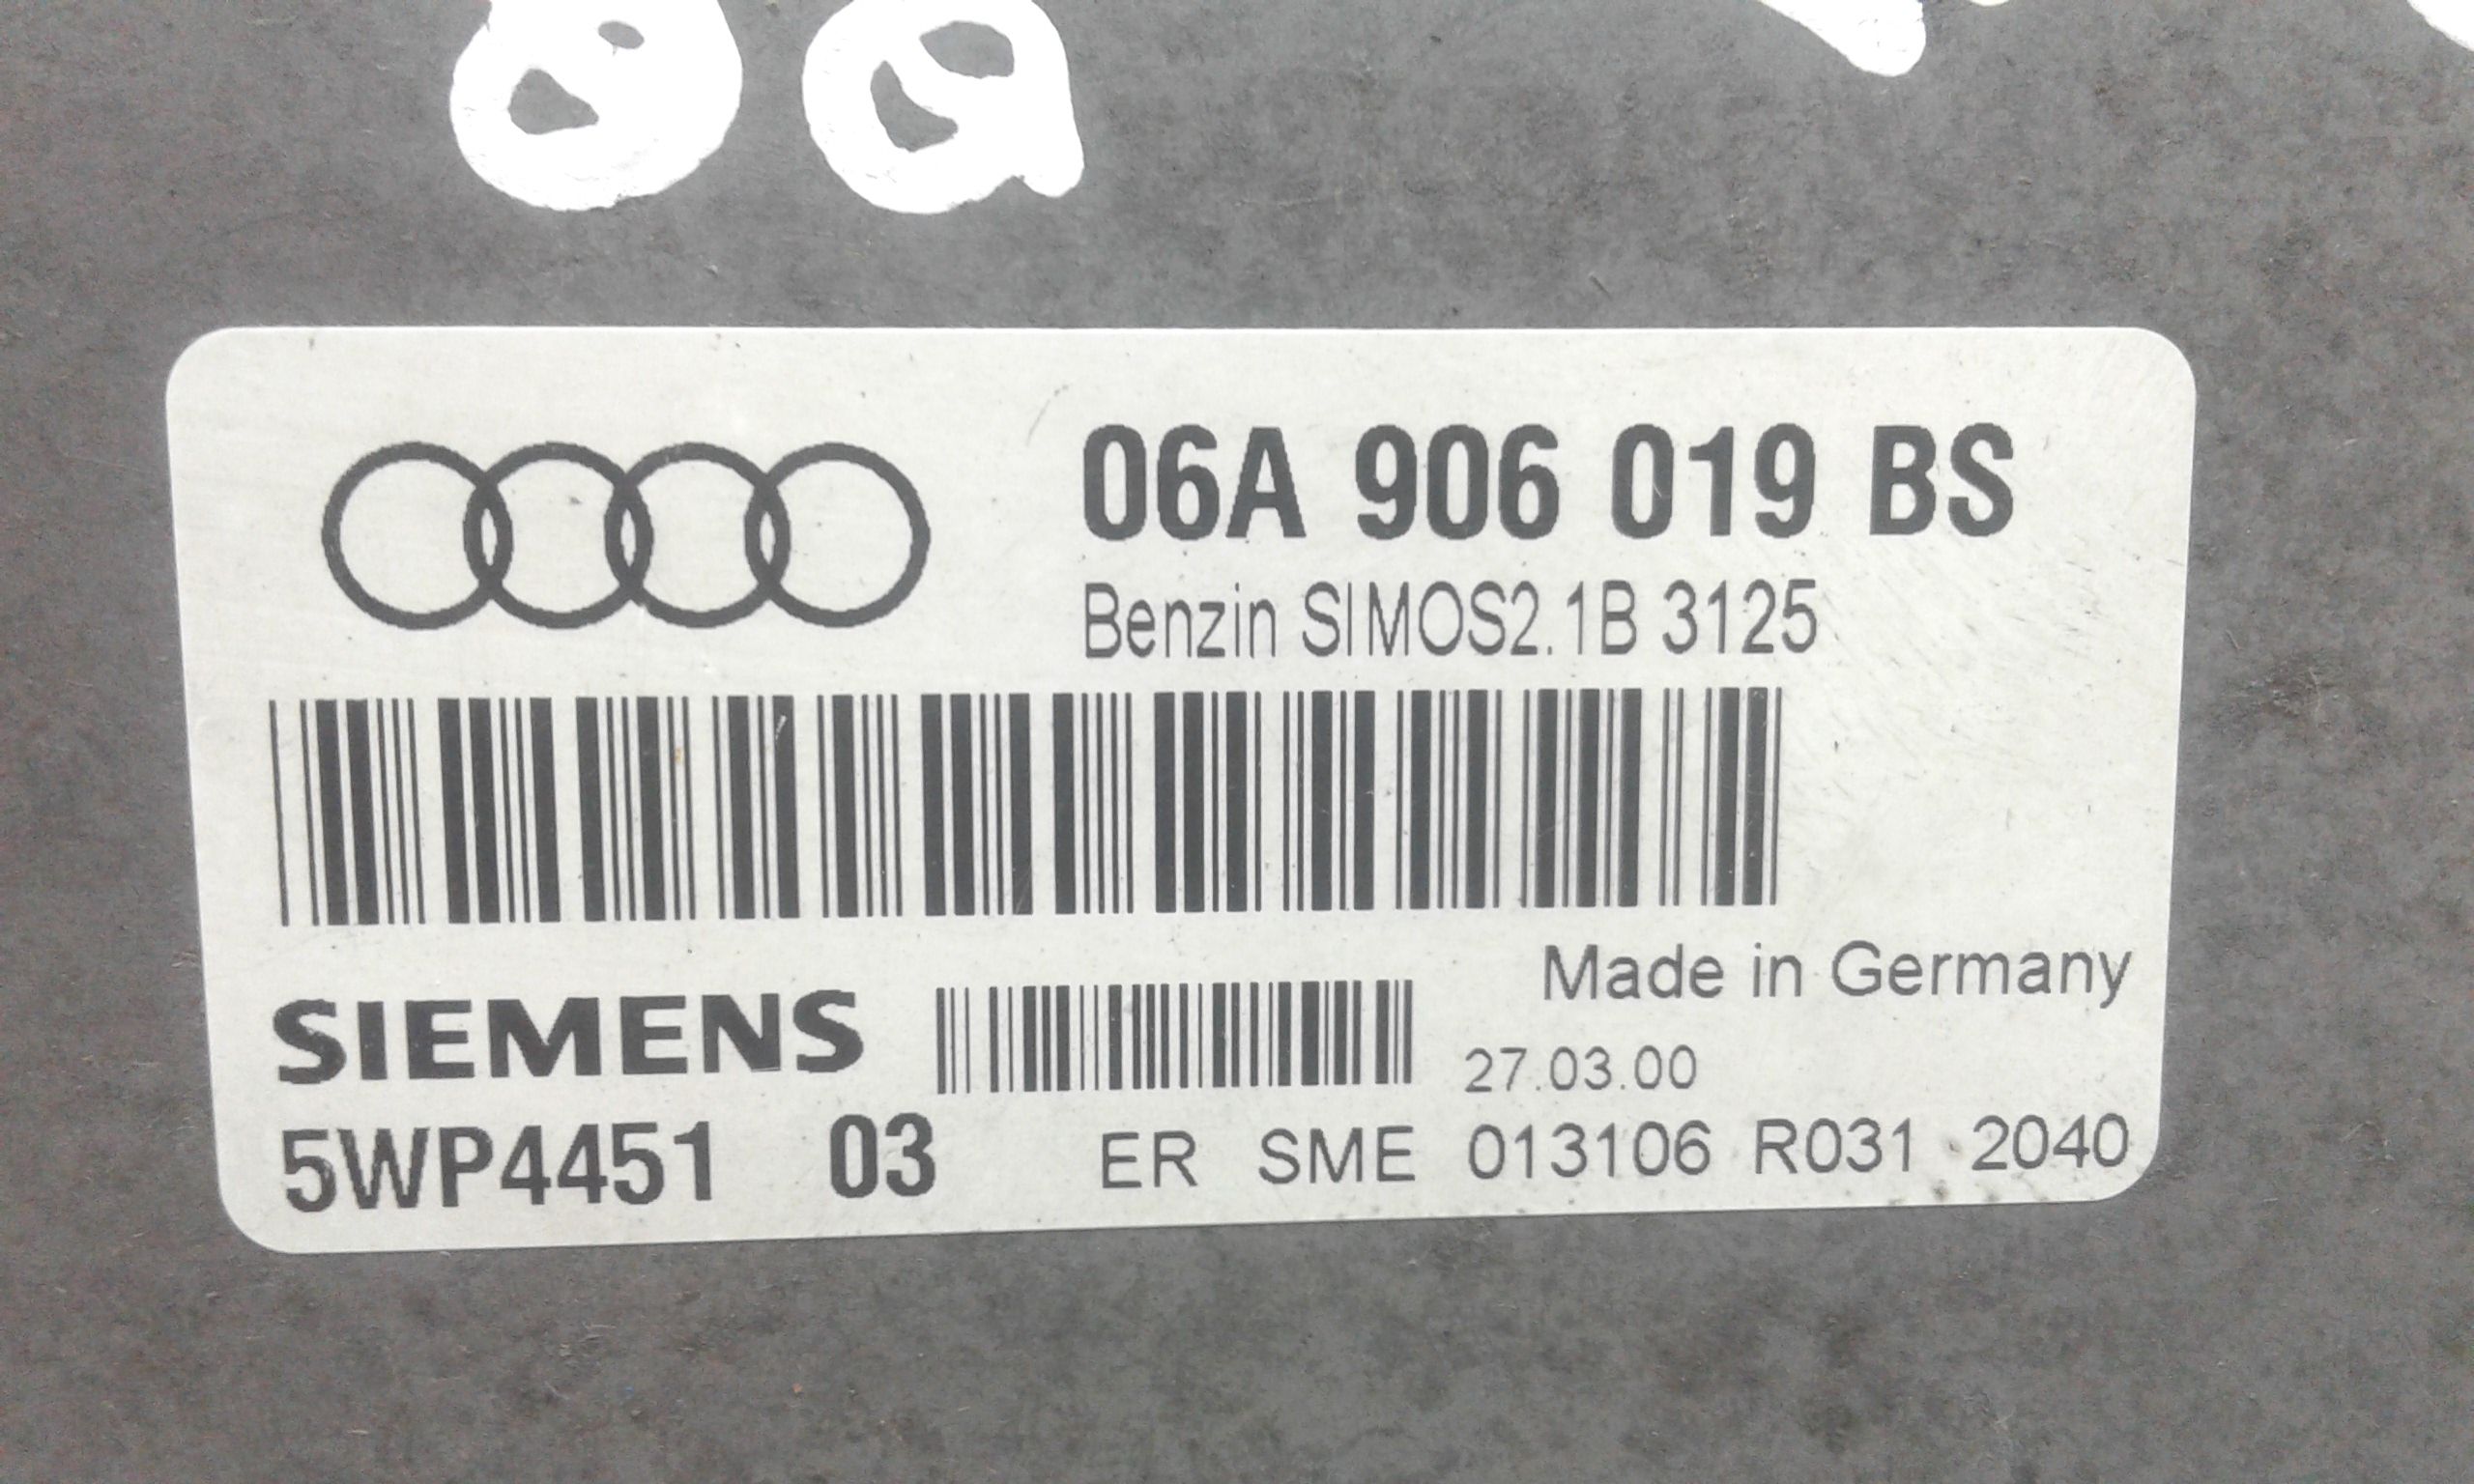 06A 906 019 BS
Benzin SIMOS2.1B 3125
Made in Germany
SIEMENS
27.03.00
5WP4451 03 ER SME 013106 R031 2040